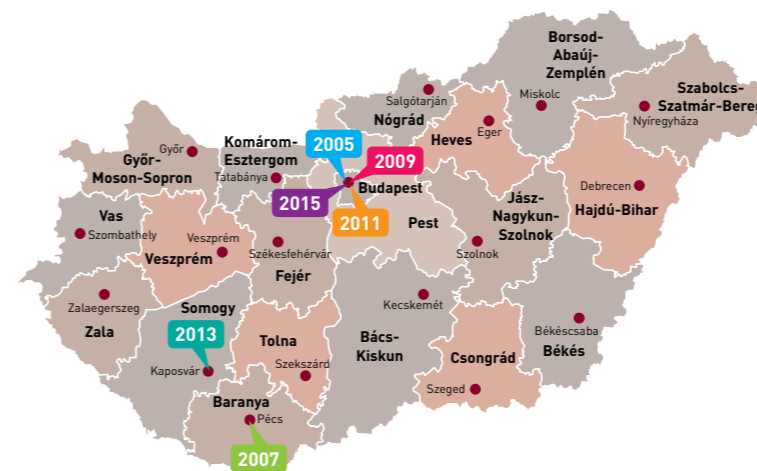 Borsod-
Abaúj-
Zemplén
Miskolc
Szabolcs-
Szatmár-Bereg
Nyíregyháza
Salgótarján
Nógrád
Heves
Eger
Győr
Győr-
Moson-Sopron
Komárom-
Esztergom
Tatabánya
2005
2009
2015
2011
Budapest
Pest
Debrecen
Hajdú-Bihar
Jász-
Nagykun-
Szolnok
Szolnok
Vas
Szombathely
Veszprém
Veszprém
Székesfehérvár
Fejér
Zalaegerszeg
Zala
Somogy
2013
Kaposvár
Tolna
Szekszárd
Kecskemét
Bács-
Kiskun
Csongrád
Szeged
Békéscsaba
Békés
Baranya
Pécs
2007